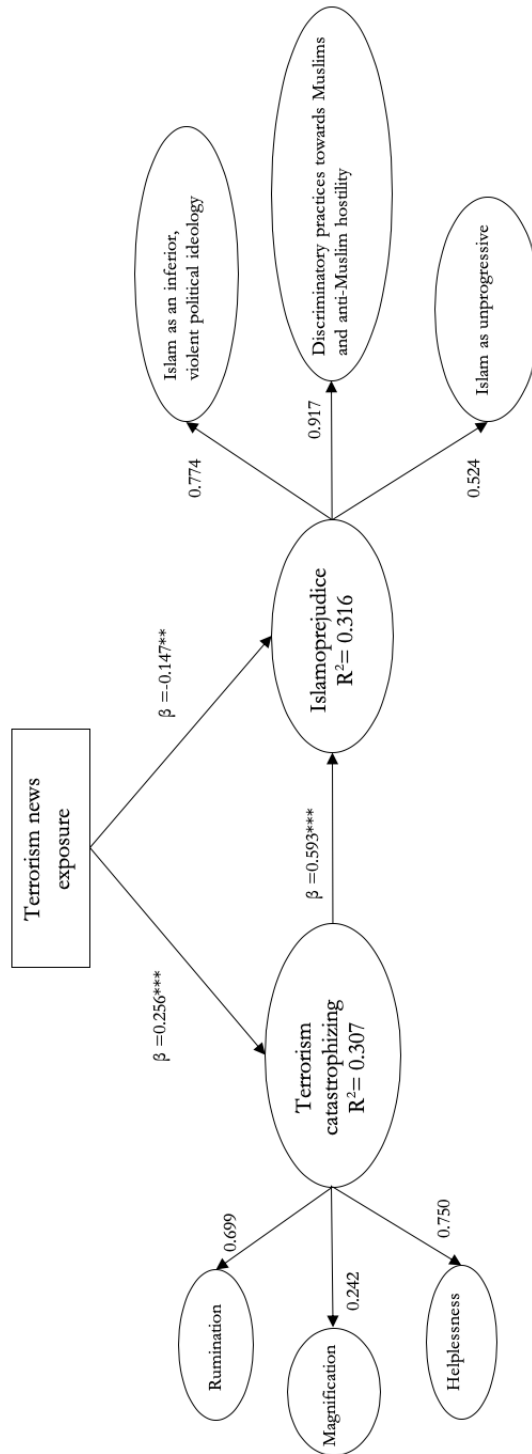 Terrorism news
exposure
β =0.256***
β =-0.147**
Terrorism
catastrophizing
R²= 0.307
β =0.593***
Islamoprejudice
R²= 0.316
0.699
0.242
0.750
Rumination
Magnification
Helplessness
0.774
0.917
0.524
Islam as an inferior,
violent political ideology
Discriminatory practices towards Muslims
and anti-Muslim hostility
Islam as unprogressive